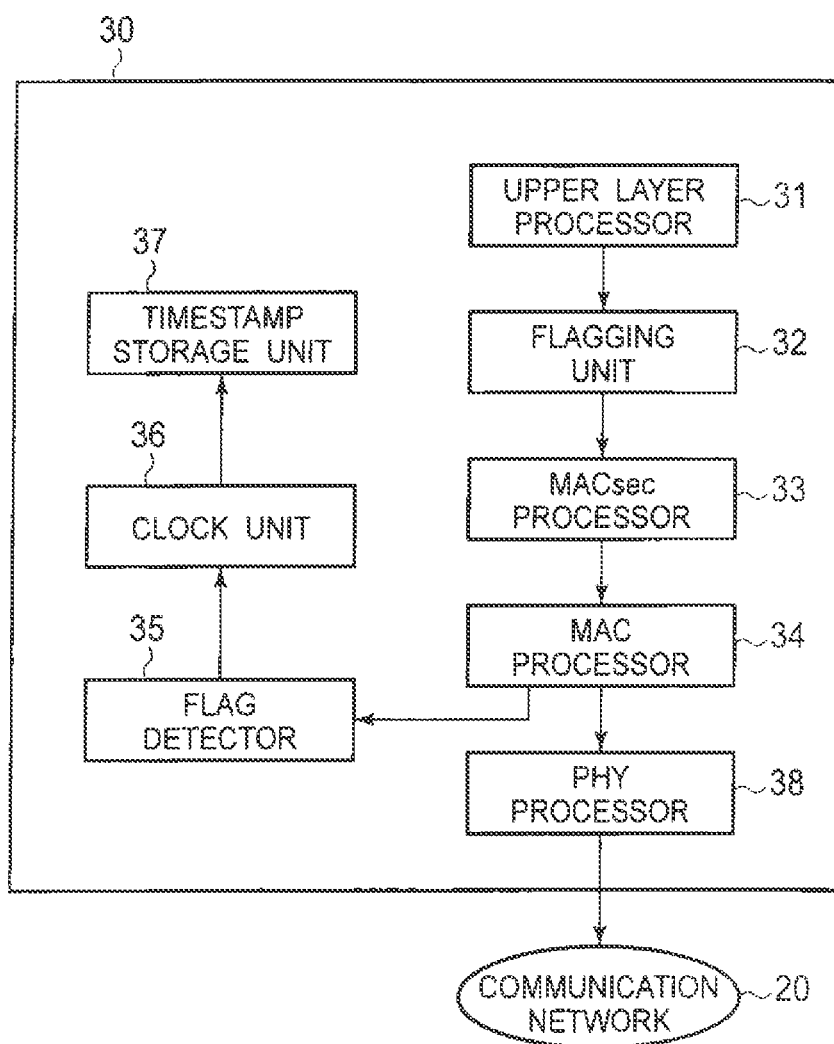 30
UPPER LAYER
PROCESSOR
31
37
TIMESTAMP
STORAGE UNIT
FLAGGING
UNIT
32
36
CLOCK UNIT
MACsec
PROCESSOR
33
35
FLAG
DETECTOR
MAC
PROCESSOR
34
PHY
PROCESSOR
38
COMMUNICATION
NETWORK
20